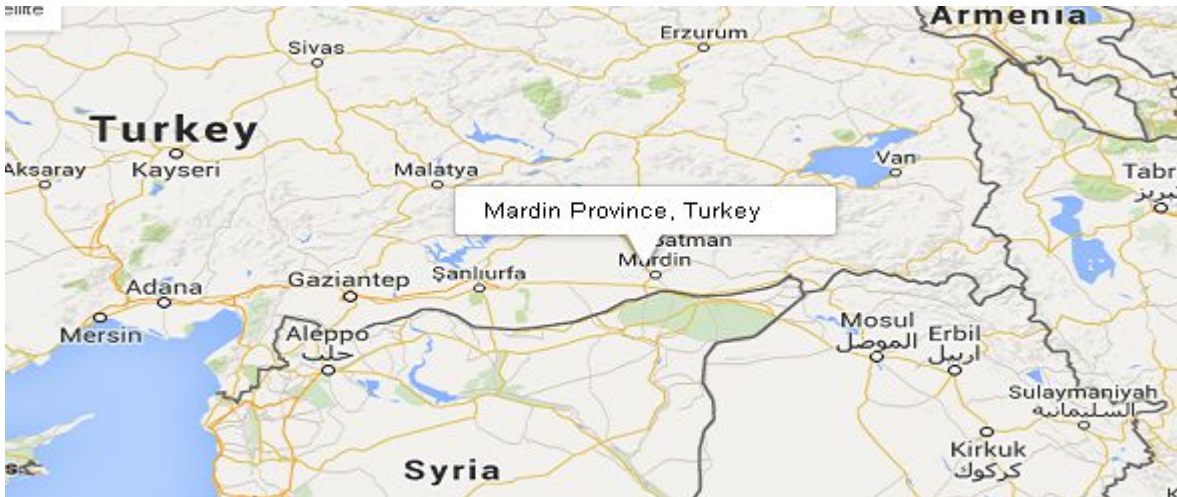 Armenia
Erzurum
Sivas
Turkey
Kayseri
Aksaray
Malatya
Van
Tabr
تبريز
Mardin Province, Turkey
Batman
Mardin
Adana
Gaziantep
Şanlıurfa
Mersin
Aleppo
حلب
Mosul
الموصل
Erbil
اربيل
Sulaymaniyah
السليمانية
Kirkuk
كركوك
Syria